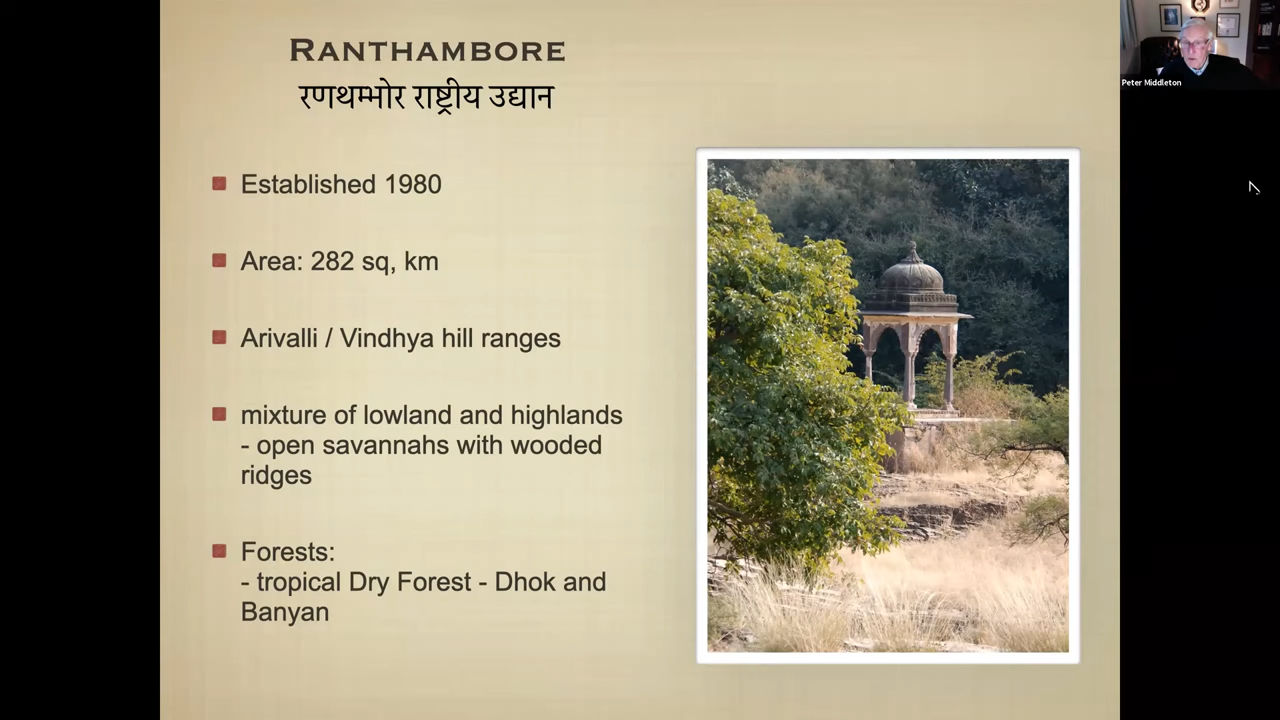 RANTHAMBORE
रणथम्भोर राष्ट्रीय उद्यान
Established 1980
Area: 282 sq, km
Arivalli / Vindhya hill ranges
mixture of lowland and highlands
- open savannahs with wooded
ridges
Forests:
- tropical Dry Forest - Dhok and
Banyan
Peter Middleton